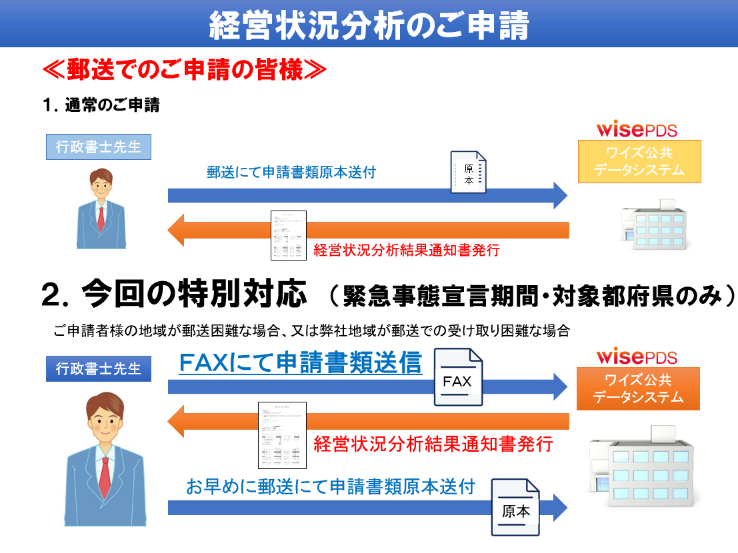 経営状況分析のご申請
≪郵送でのご申請の皆様≫
１．通常のご申請
行政書士先生
郵送にて申請書類原本送付
原
本
wisePDS
ワイズ公共
データシステム
経営状況分析結果通知書発行
２．今回の特別対応 （緊急事態宣言期間・対象都府県のみ）
ご申請者様の地域が郵送困難な場合、又は弊社地域が郵送での受け取り困難な場合
行政書士先生
FAXにて申請書類送信
FAX
wisePDS
ワイズ公共
データシステム
経営状況分析結果通知書発行
お早めに郵送にて申請書類原本送付
原本